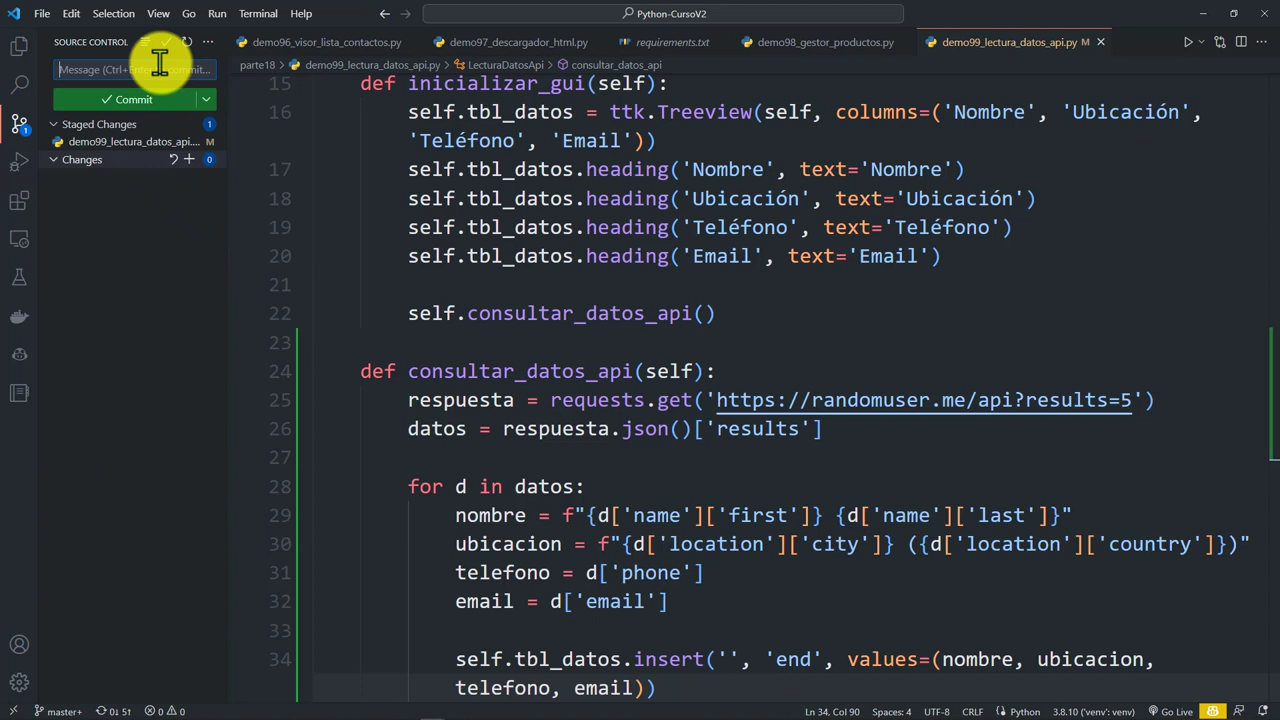 File Edit Selection View Go Run Terminal Help
Python-CursoV2
SOURCE CONTROL
demo96_visor_lista_contactos.py demo97_descargador_html.py requirements.txt demo98_gestor_productos.py demo99_lectura_datos_api.py M
parte18 > demo99_lectura_datos_api.py > LecturaDatosApi > consultar_datos_api
Message (Ctrl+Enter to commit...
Commit
Staged Changes 1
demo99_lectura_datos_api.... M
Changes 0
15 def inicializar_gui(self):
16 self.tbl_datos = ttk.Treeview(self, columns=('Nombre', 'Ubicación',
'Teléfono', 'Email'))
17 self.tbl_datos.heading('Nombre', text='Nombre')
18 self.tbl_datos.heading('Ubicación', text='Ubicación')
19 self.tbl_datos.heading('Teléfono', text='Teléfono')
20 self.tbl_datos.heading('Email', text='Email')
21
22 self.consultar_datos_api()
23
24 def consultar_datos_api(self):
25 respuesta = requests.get('https://randomuser.me/api?results=5')
26 datos = respuesta.json()['results']
27
28 for d in datos:
29 nombre = f"{d['name']['first']} {d['name']['last']}"
30 ubicacion = f"{d['location']['city']} ({d['location']['country']})"
31 telefono = d['phone']
32 email = d['email']
33
34 self.tbl_datos.insert('', 'end', values=(nombre, ubicacion,
telefono, email))
1
master+ 0↓ 5↑ 0 0 Ln 34, Col 90 Spaces: 4 UTF-8 CRLF Python 3.8.10 ('venv': venv) Go Live